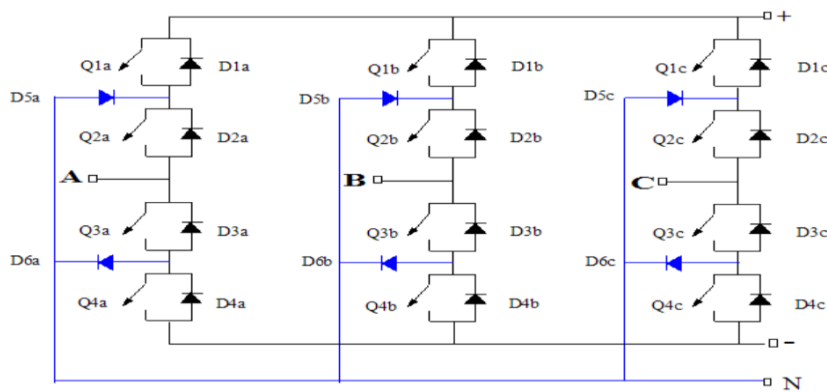 +
Q1a D1a Q1b D1b Q1c D1c
D5a D5b D5c
Q2a D2a Q2b D2b Q2c D2c
A B C
Q3a D3a Q3b D3b Q3c D3c
D6a D6b D6c
Q4a D4a Q4b D4b Q4c D4c
-
N